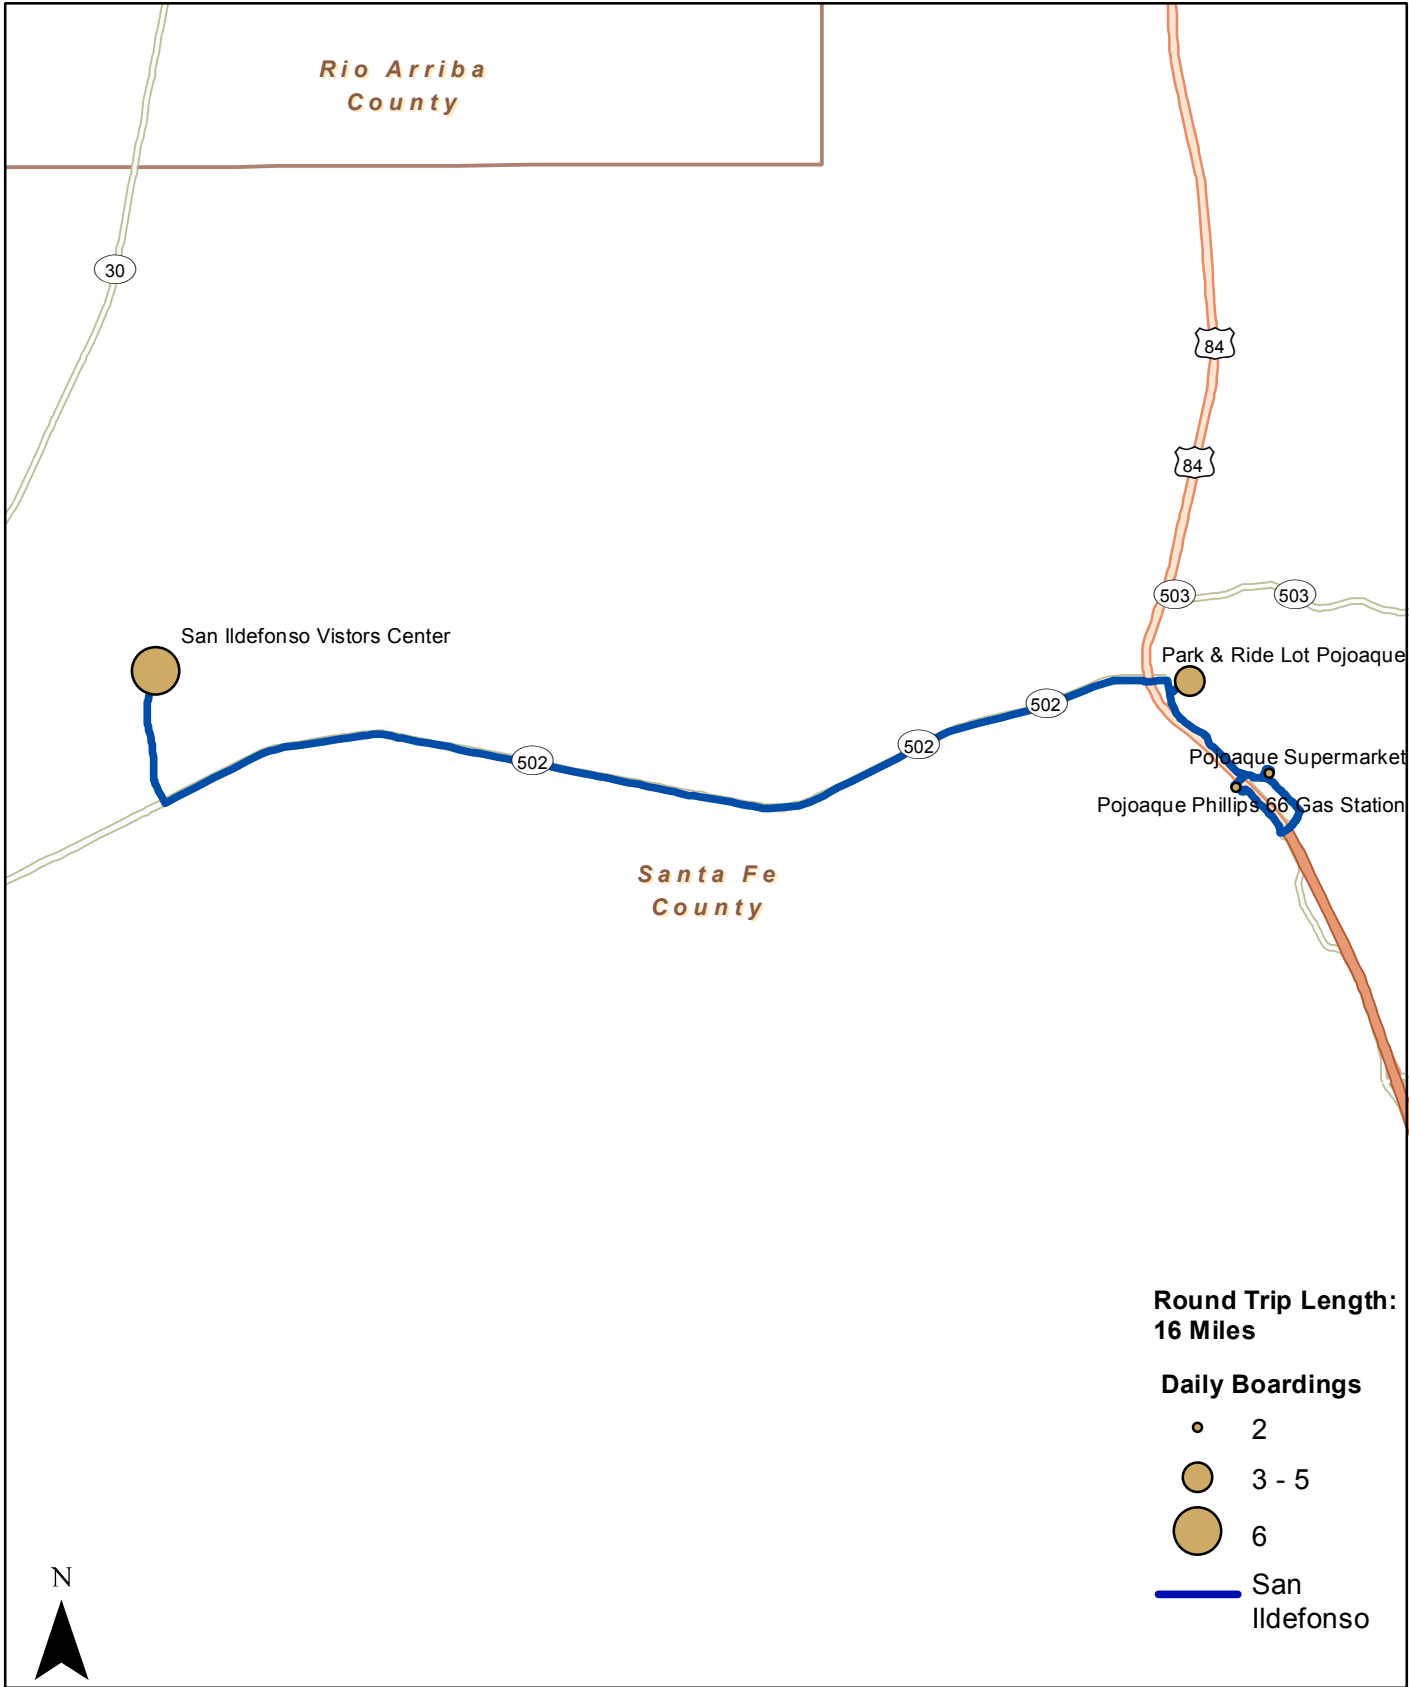 Rio Arriba
County
30
84
84
503
503
San Ildefonso Vistors Center
Park & Ride Lot Pojoaque
502
502
502
Pojoaque Supermarket
Pojoaque Phillips 66 Gas Station
Santa Fe
County
Round Trip Length:
16 Miles
Daily Boardings
2
3 - 5
6
San
Ildefonso
N